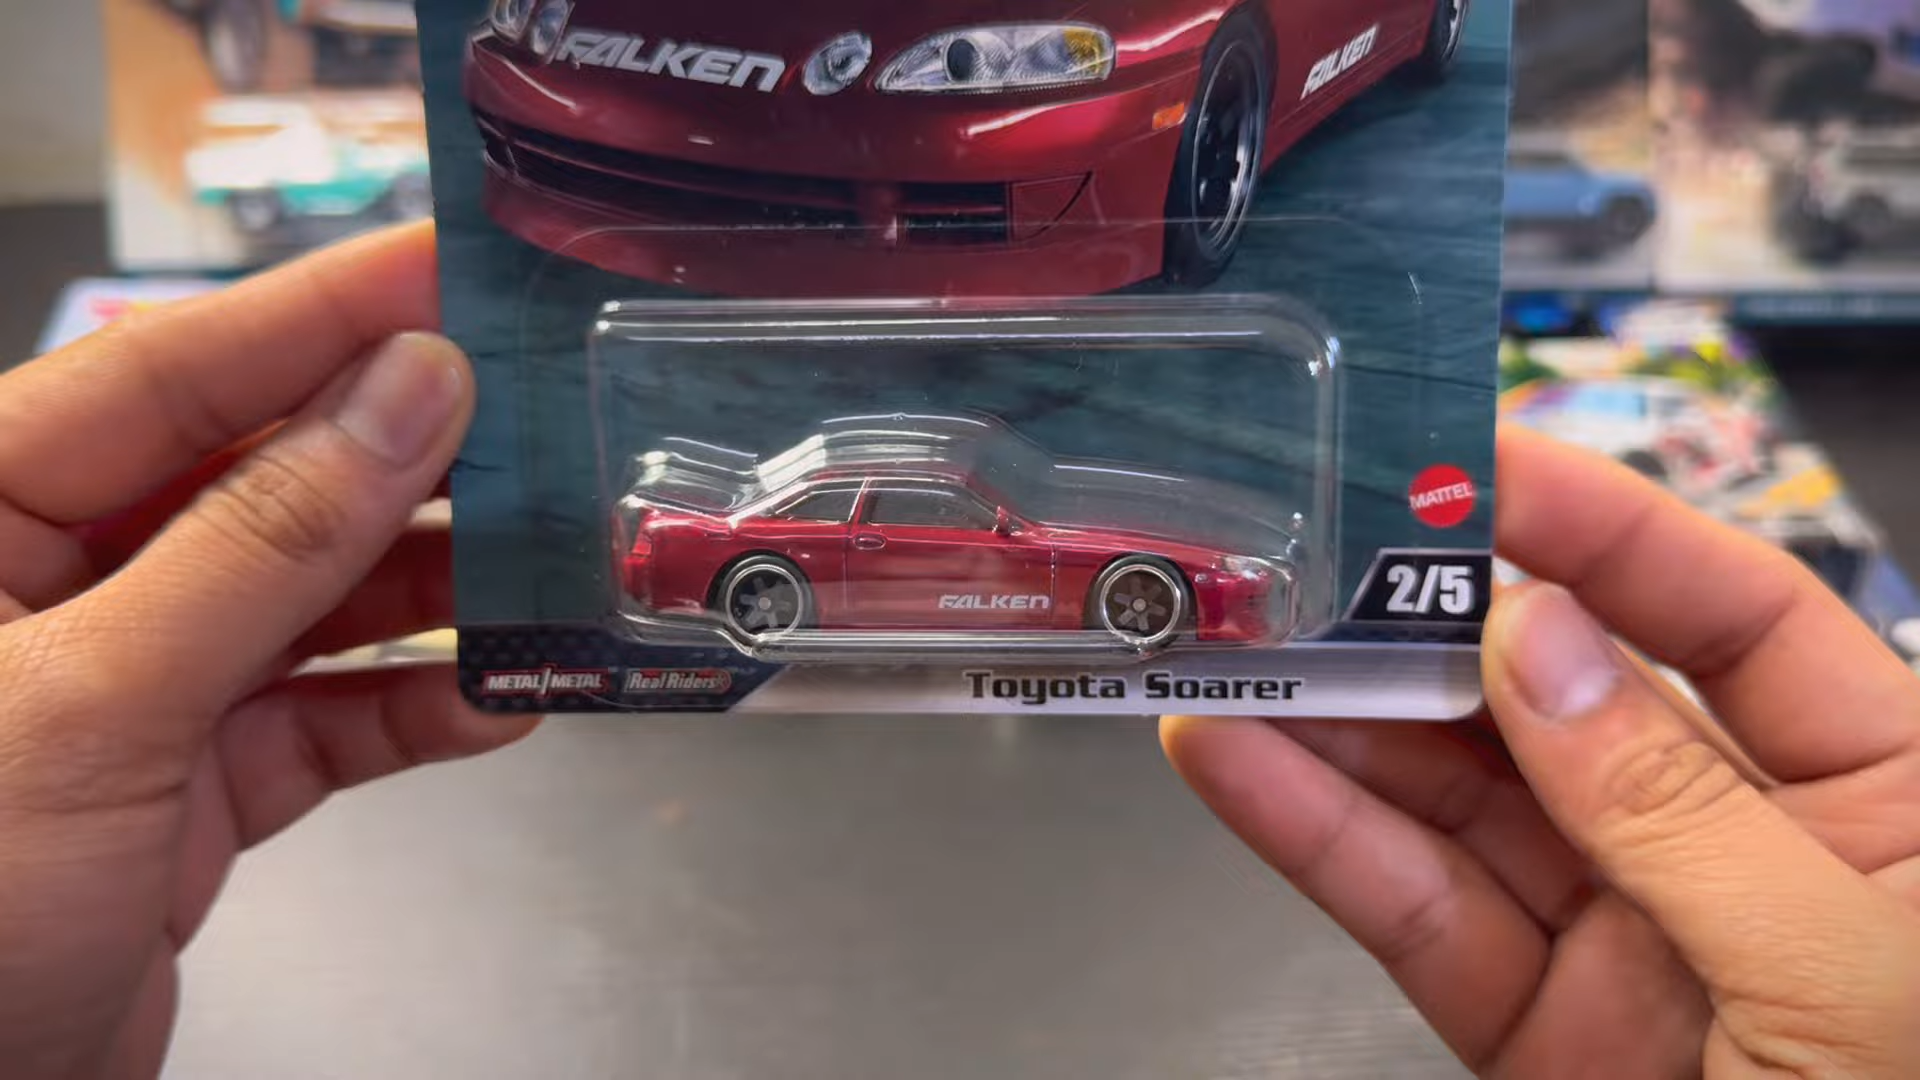 FALKEN
FALKEN
MATTEL
FALKEN
2/5
METAL/METAL
Real Riders
Toyota Soarer